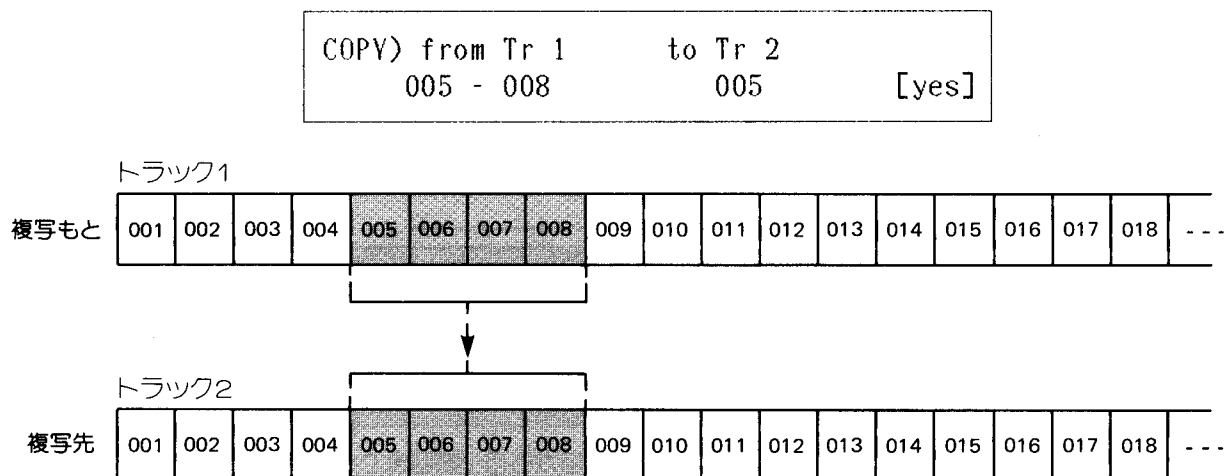 COPY) from Tr 1 to Tr 2
005 - 008 005 [yes]
トラック1
複写もと 001 002 003 004 005 006 007 008 009 010 011 012 013 014 015 016 017 018 - - -
トラック2
複写先 001 002 003 004 005 006 007 008 009 010 011 012 013 014 015 016 017 018 - - -